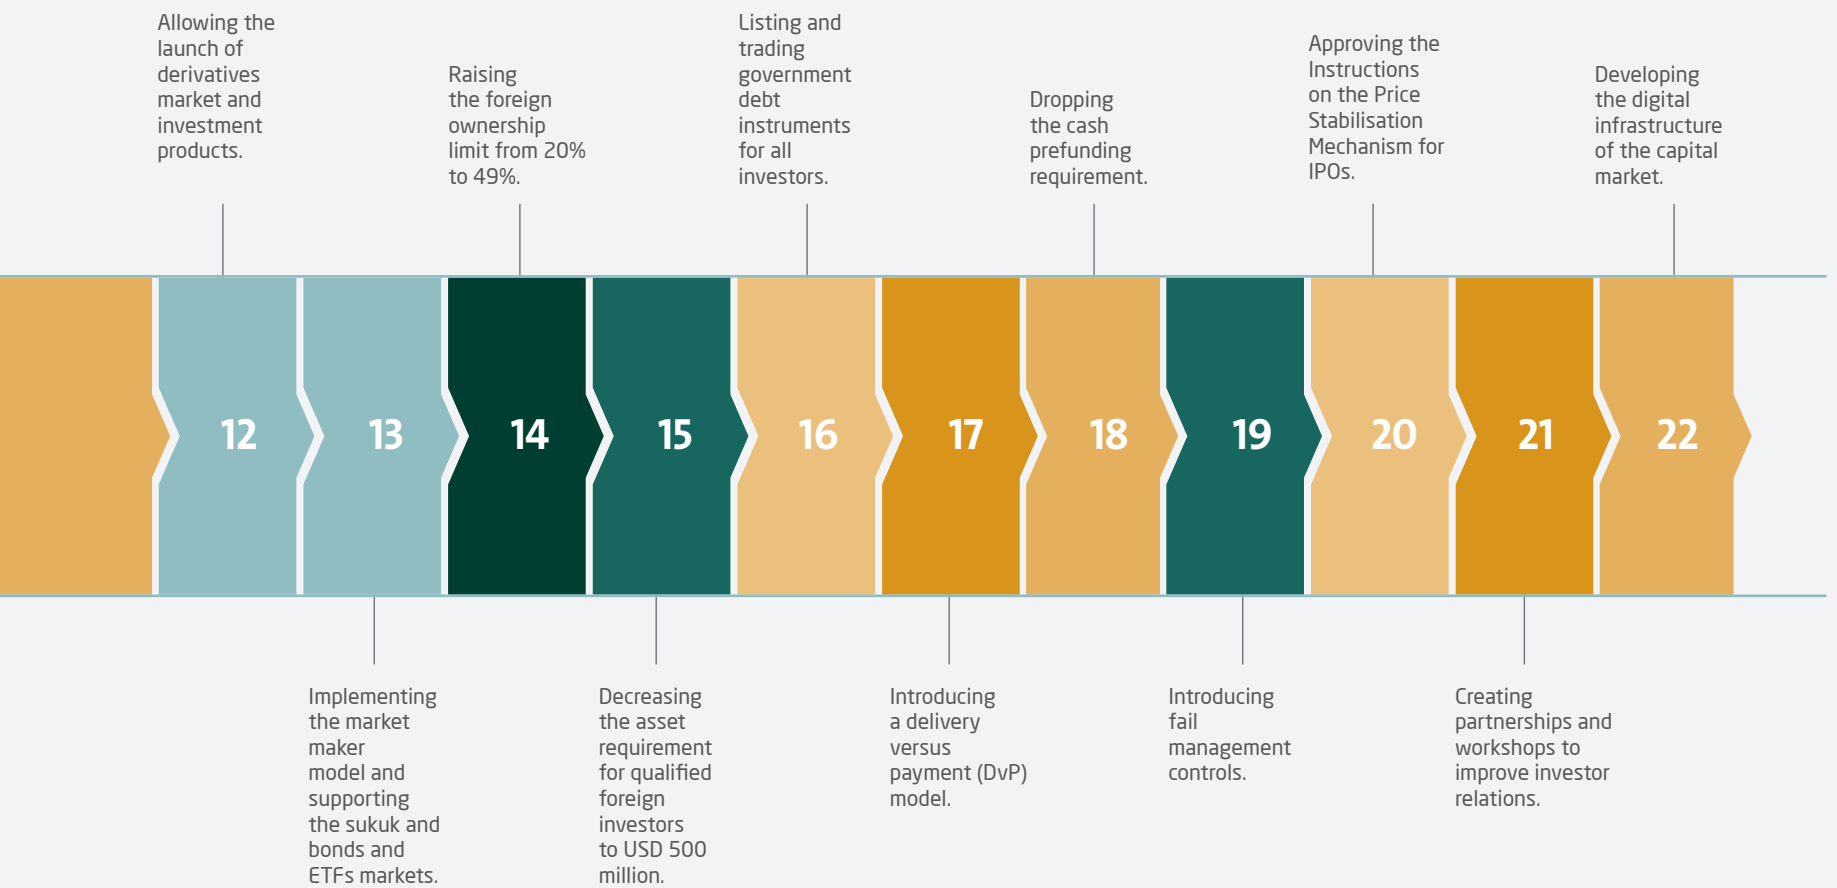 Allowing the
launch of
derivatives
market and
investment
products.
Raising
the foreign
ownership
limit from 20%
to 49%.
Listing and
trading
government
debt
instruments
for all
investors.
Dropping
the cash
prefunding
requirement.
Approving the
Instructions
on the Price
Stabilisation
Mechanism for
IPOs.
Developing
the digital
infrastructure
of the capital
market.
12
13
14
15
16
17
18
19
20
21
22
Implementing
the market
maker
model and
supporting
the sukuk and
bonds and
ETFs markets.
Decreasing
the asset
requirement
for qualified
foreign
investors
to USD 500
million.
Introducing
a delivery
versus
payment (DvP)
model.
Introducing
fail
management
controls.
Creating
partnerships and
workshops to
improve investor
relations.